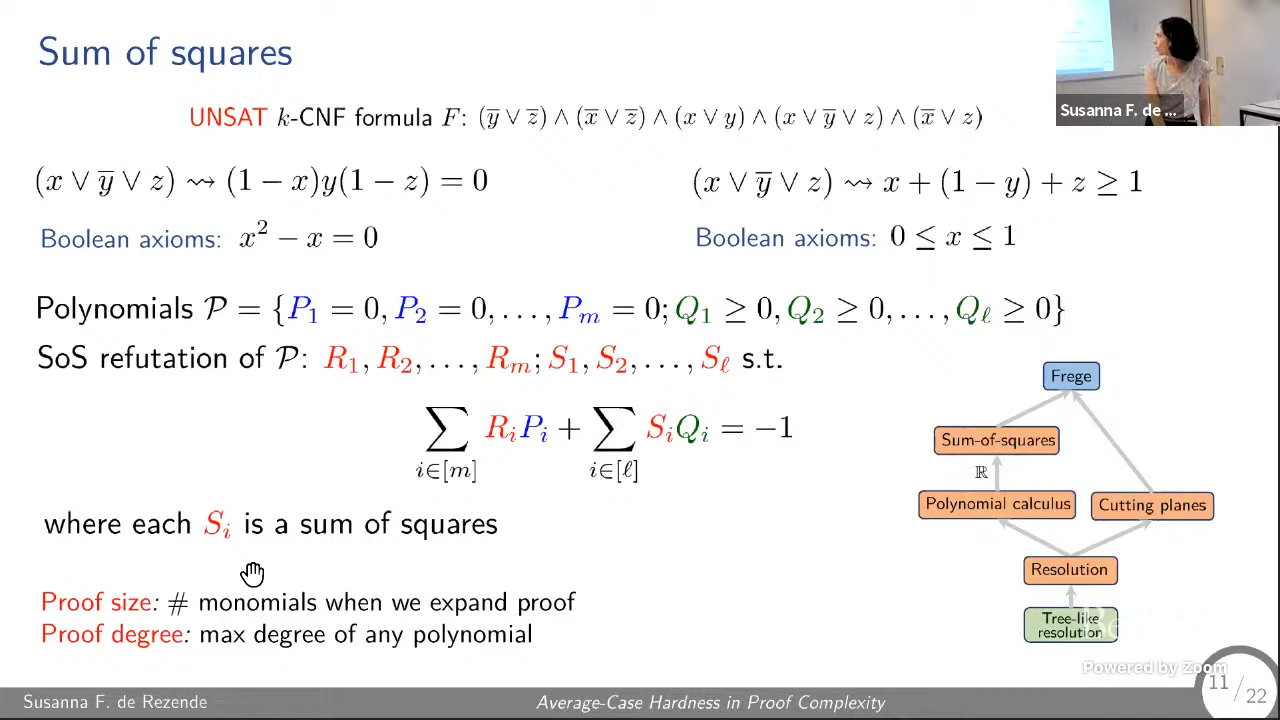 Sum of squares
UNSAT k-CNF formula F: (y̅ ∨ z̅) ∧ (x̅ ∨ z̅) ∧ (x ∨ y) ∧ (x ∨ y̅ ∨ z) ∧ (x̅ ∨ z)
Susanna F. de ...
(x ∨ y̅ ∨ z) ⇝ (1 − x)y(1 − z) = 0
(x ∨ y̅ ∨ z) ⇝ x + (1 − y) + z ≥ 1
Boolean axioms: x² − x = 0
Boolean axioms: 0 ≤ x ≤ 1
Polynomials 𝒫 = {P₁ = 0, P₂ = 0, . . . , Pₘ = 0; Q₁ ≥ 0, Q₂ ≥ 0, . . . , Q_ℓ ≥ 0}
SoS refutation of 𝒫: R₁, R₂, . . . , Rₘ; S₁, S₂, . . . , S_ℓ s.t.
∑_{i∈[m]} RᵢPᵢ + ∑_{i∈[ℓ]} SᵢQᵢ = −1
where each Sᵢ is a sum of squares
Proof size: # monomials when we expand proof
Proof degree: max degree of any polynomial
Frege
Sum-of-squares
ℝ
Polynomial calculus
Cutting planes
Resolution
Tree-like
resolution
Powered by Zoom
Susanna F. de Rezende
Average-Case Hardness in Proof Complexity
11/22